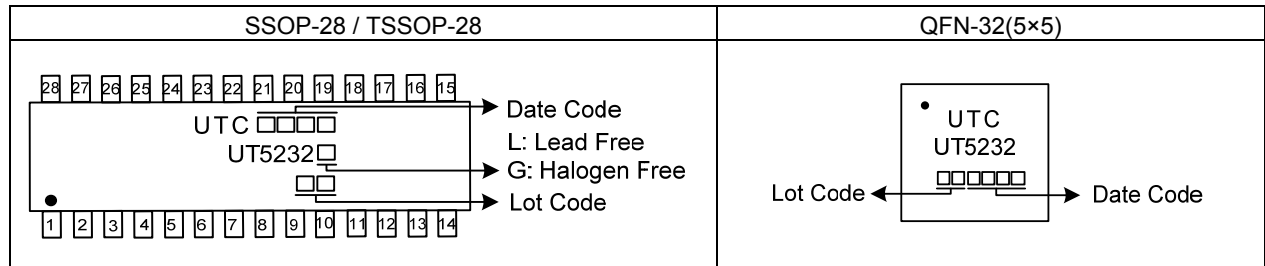 SSOP-28 / TSSOP-28
28 27 26 25 24 23 22 21 20 19 18 17 16 15
UTC
Date Code
L: Lead Free
UT5232
G: Halogen Free
Lot Code
1 2 3 4 5 6 7 8 9 10 11 12 13 14
QFN-32(5×5)
UTC
UT5232
Lot Code
Date Code